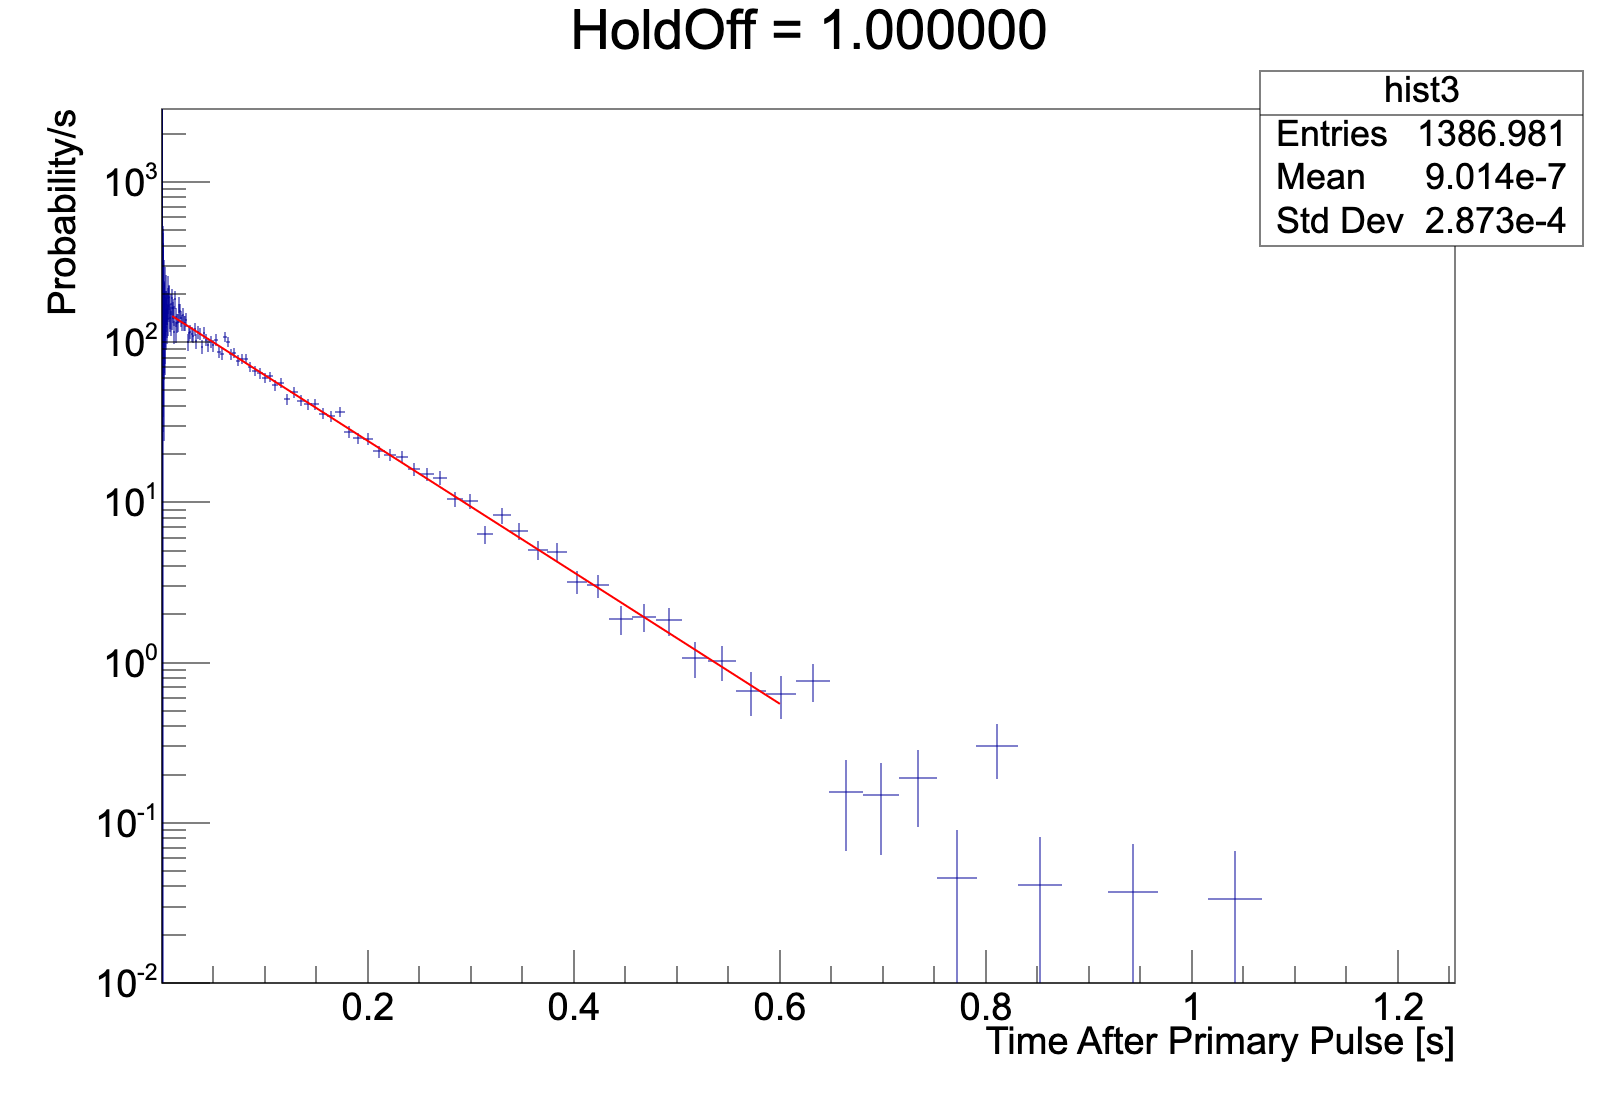 HoldOff = 1.000000
hist3
Entries 1386.981
Mean 9.014e-7
Std Dev 2.873e-4
Probability/s
10^3
10^2
10^1
10^0
10^-1
10^-2
0.2 0.4 0.6 0.8 1 1.2
Time After Primary Pulse [s]